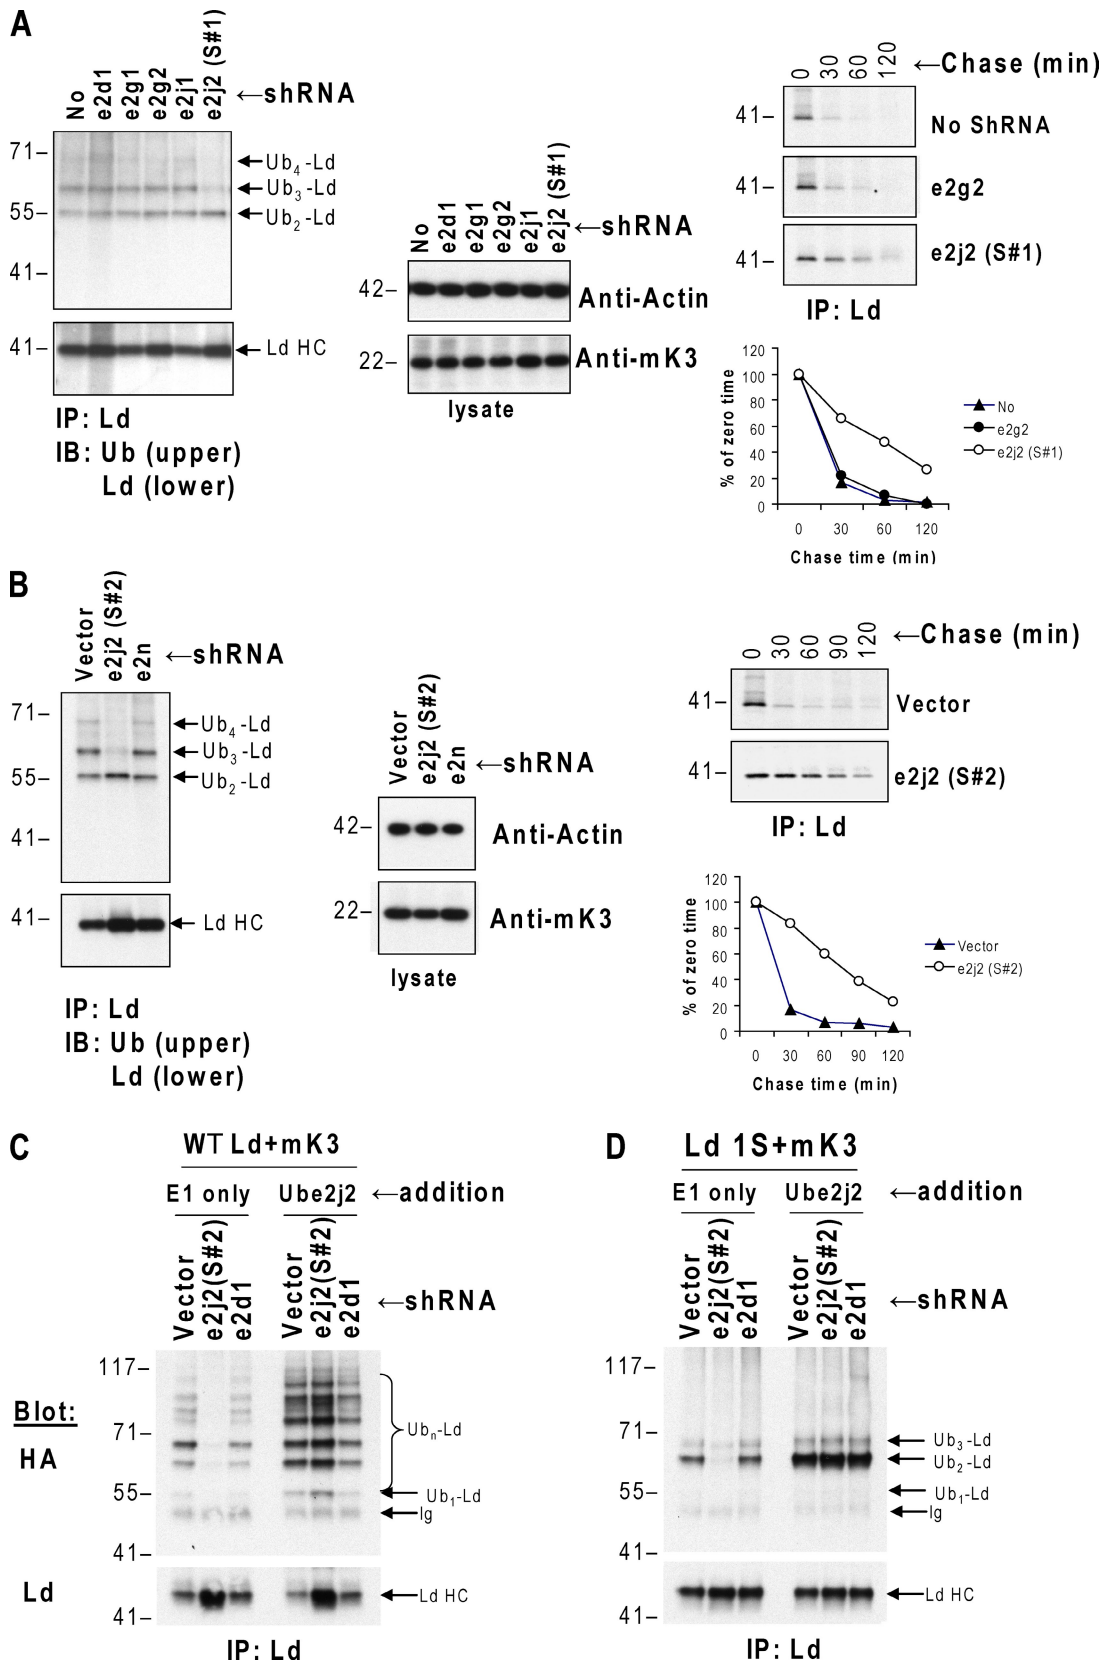 A
No
e2d1
e2g1
e2g2
e2j1
e2j2 (S#1)
←shRNA
71–
55–
41–
Ub4-Ld
Ub3-Ld
Ub2-Ld
41–
Ld HC
IP: Ld
IB: Ub (upper)
Ld (lower)
No
e2d1
e2g1
e2g2
e2j1
e2j2 (S#1)
←shRNA
42–
Anti-Actin
22–
Anti-mK3
lysate
0 30 60 120
←Chase (min)
41–
No ShRNA
41–
e2g2
41–
e2j2 (S#1)
IP: Ld
120
100
80
60
40
20
0
% of zero time
0 30 60 120
Chase time (min)
No
e2g2
e2j2 (S#1)
B
Vector
e2j2 (S#2)
e2n
←shRNA
71–
55–
41–
Ub4-Ld
Ub3-Ld
Ub2-Ld
41–
Ld HC
IP: Ld
IB: Ub (upper)
Ld (lower)
Vector
e2j2 (S#2)
e2n
←shRNA
42–
Anti-Actin
22–
Anti-mK3
lysate
0 30 60 90 120
←Chase (min)
41–
Vector
41–
e2j2 (S#2)
IP: Ld
120
100
80
60
40
20
0
% of zero time
0 30 60 90 120
Chase time (min)
Vector
e2j2 (S#2)
C
WT Ld+mK3
E1 only
Ube2j2
←addition
Vector
e2j2(S#2)
e2d1
Vector
e2j2(S#2)
e2d1
←shRNA
Blot:
HA
117–
71–
55–
41–
Ubn-Ld
Ub1-Ld
Ig
Ld
41–
Ld HC
IP: Ld
D
Ld 1S+mK3
E1 only
Ube2j2
←addition
Vector
e2j2(S#2)
e2d1
Vector
e2j2(S#2)
e2d1
←shRNA
117–
71–
55–
41–
Ub3-Ld
Ub2-Ld
Ub1-Ld
Ig
41–
Ld HC
IP: Ld